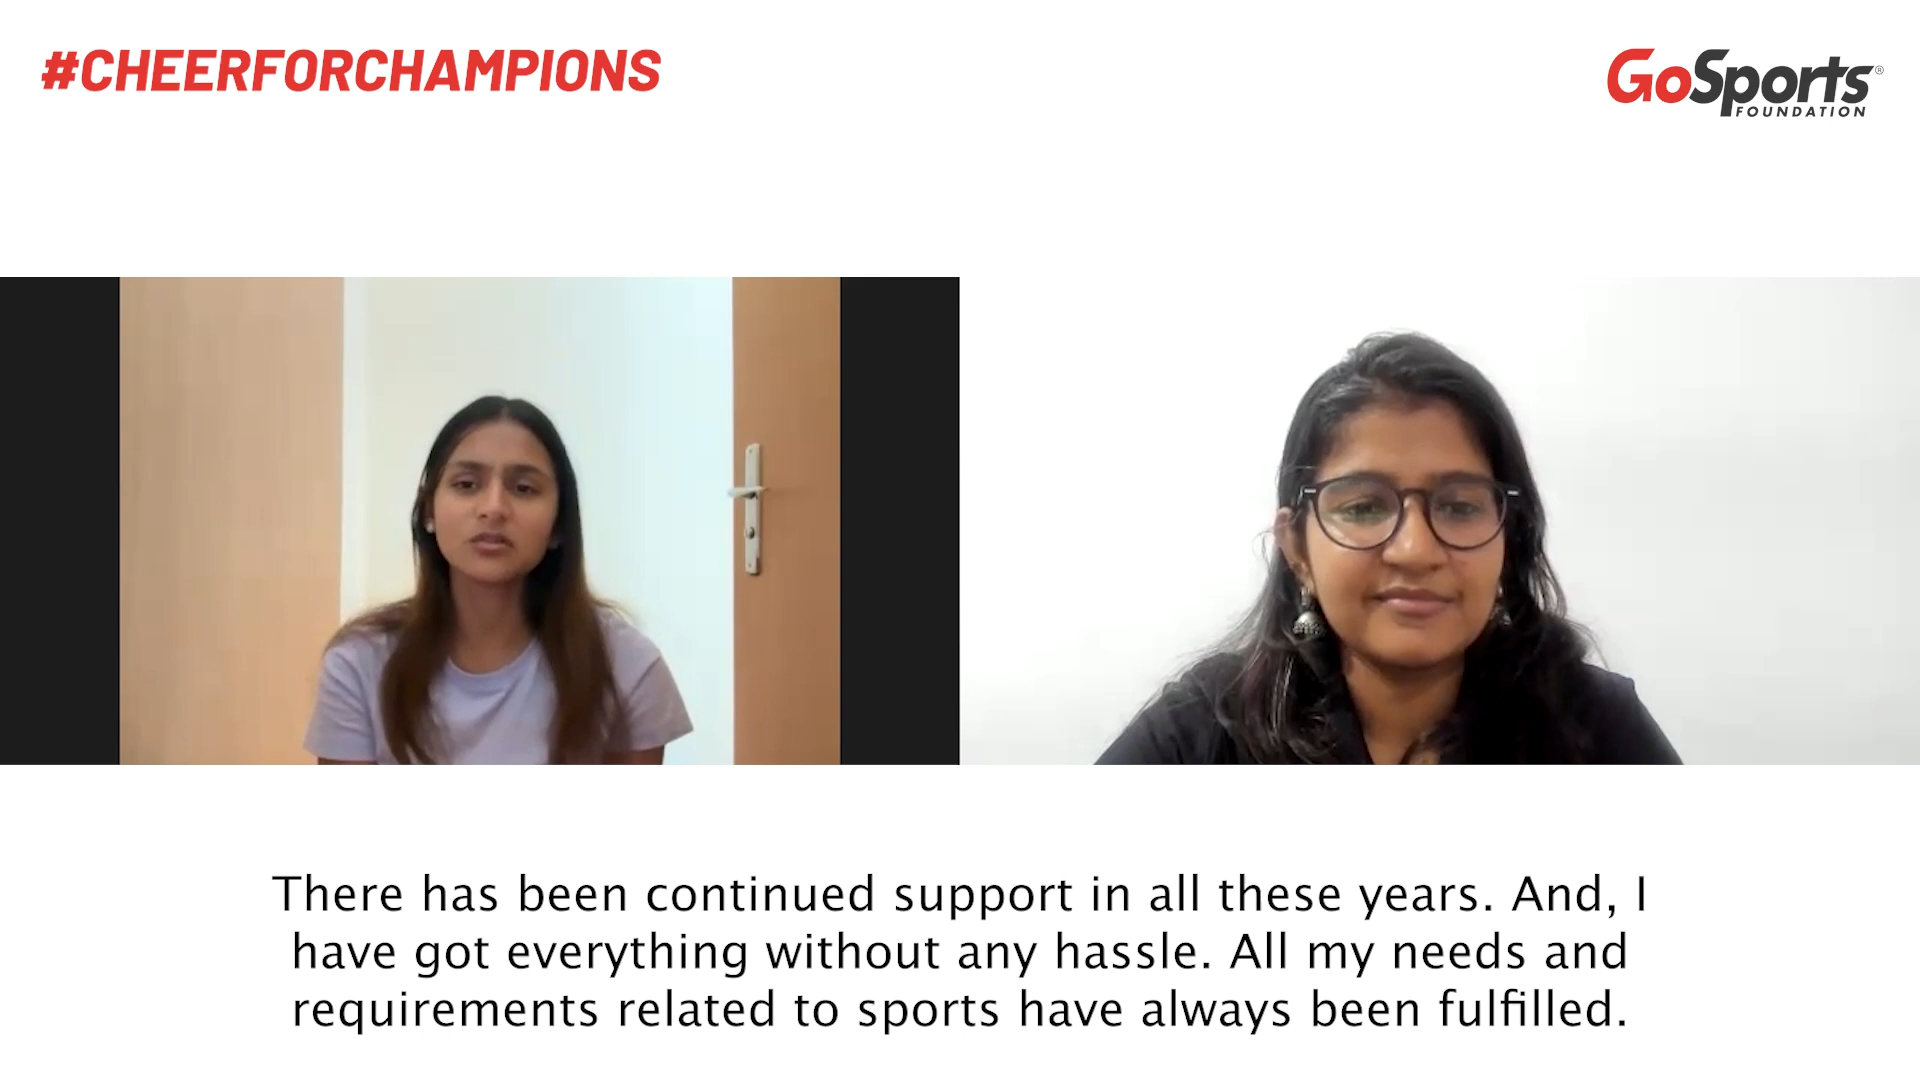 #CHEERFORCHAMPIONS
GoSports®
FOUNDATION
There has been continued support in all these years. And, I
have got everything without any hassle. All my needs and
requirements related to sports have always been fulfilled.